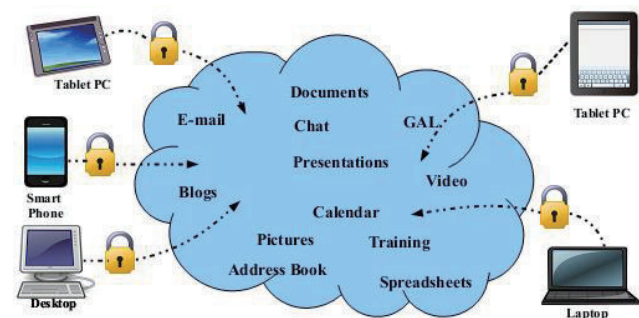 Tablet PC
Documents
E-mail
Chat
GAL
Tablet PC
Presentations
Smart
Phone
Blogs
Video
Calendar
Pictures
Training
Address Book
Spreadsheets
Desktop
Laptop